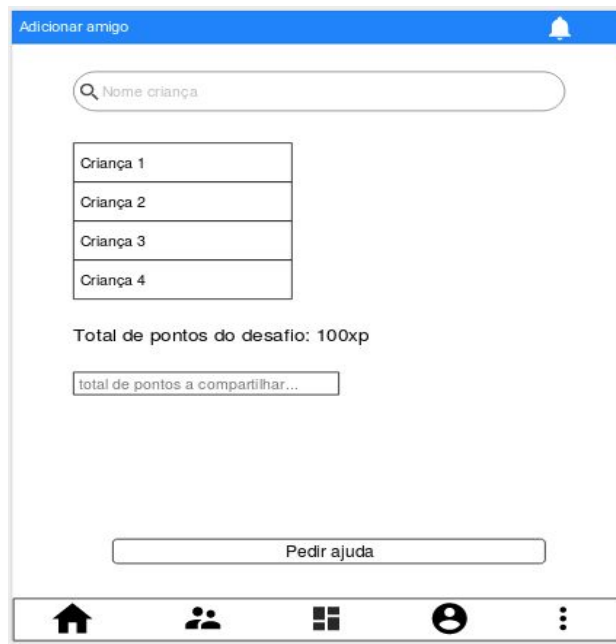 Adicionar amigo
Nome criança
Criança 1
Criança 2
Criança 3
Criança 4
Total de pontos do desafio: 100xp
total de pontos a compartilhar...
Pedir ajuda